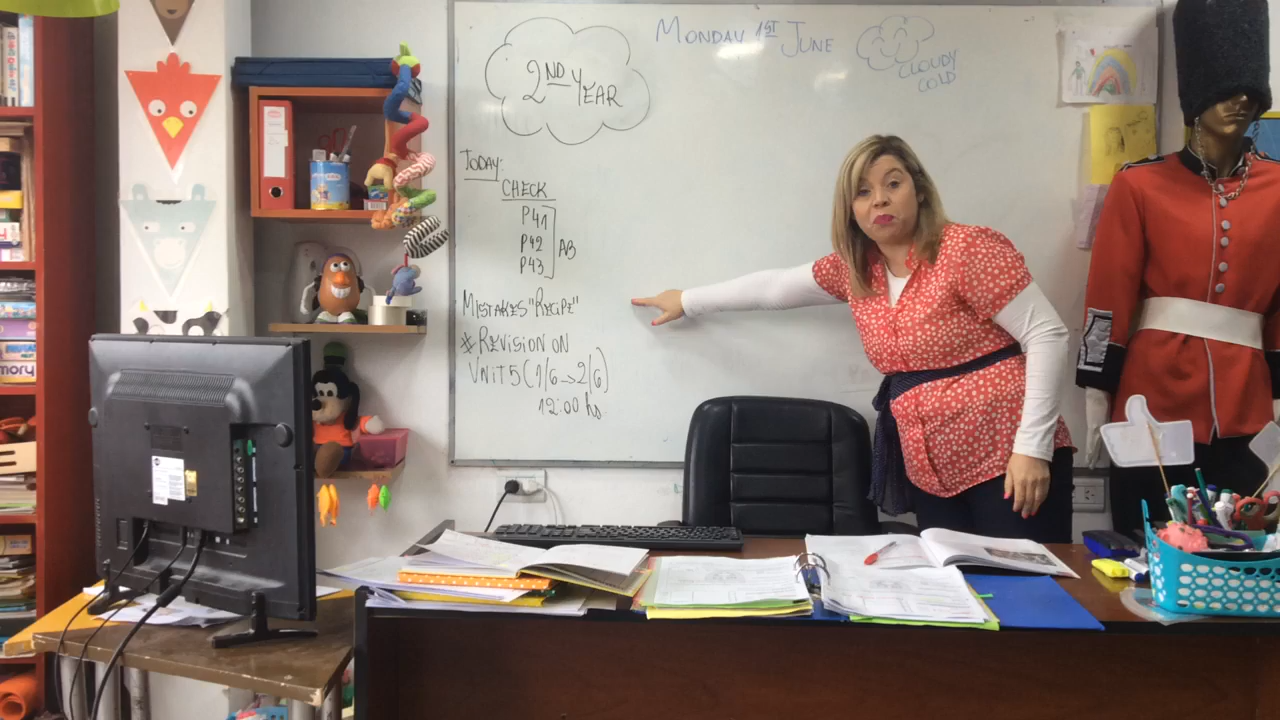 2ND YEAR
MONDAY 1ST JUNE
CLOUDY
COLD
TODAY:
CHECK
P41
P42
P43
AB
MISTAKES "RECIPE"
* REVISION ON
UNIT 5 (1/6 → 2/6)
12:00 hs
mory